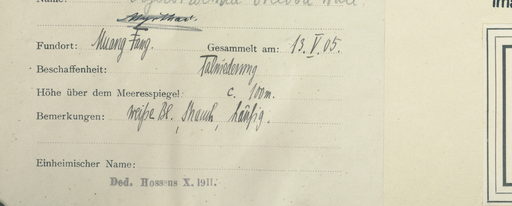 Name:
Fundort: Muang Fang. Gesammelt am: 13. V. 05.
Beschaffenheit: Talniederung
Höhe über dem Meeresspiegel: c. 100 m.
Bemerkungen: weiße Bl., Strauch, häufig.
Einheimischer Name:
Ded. Hosseus X. 1911.